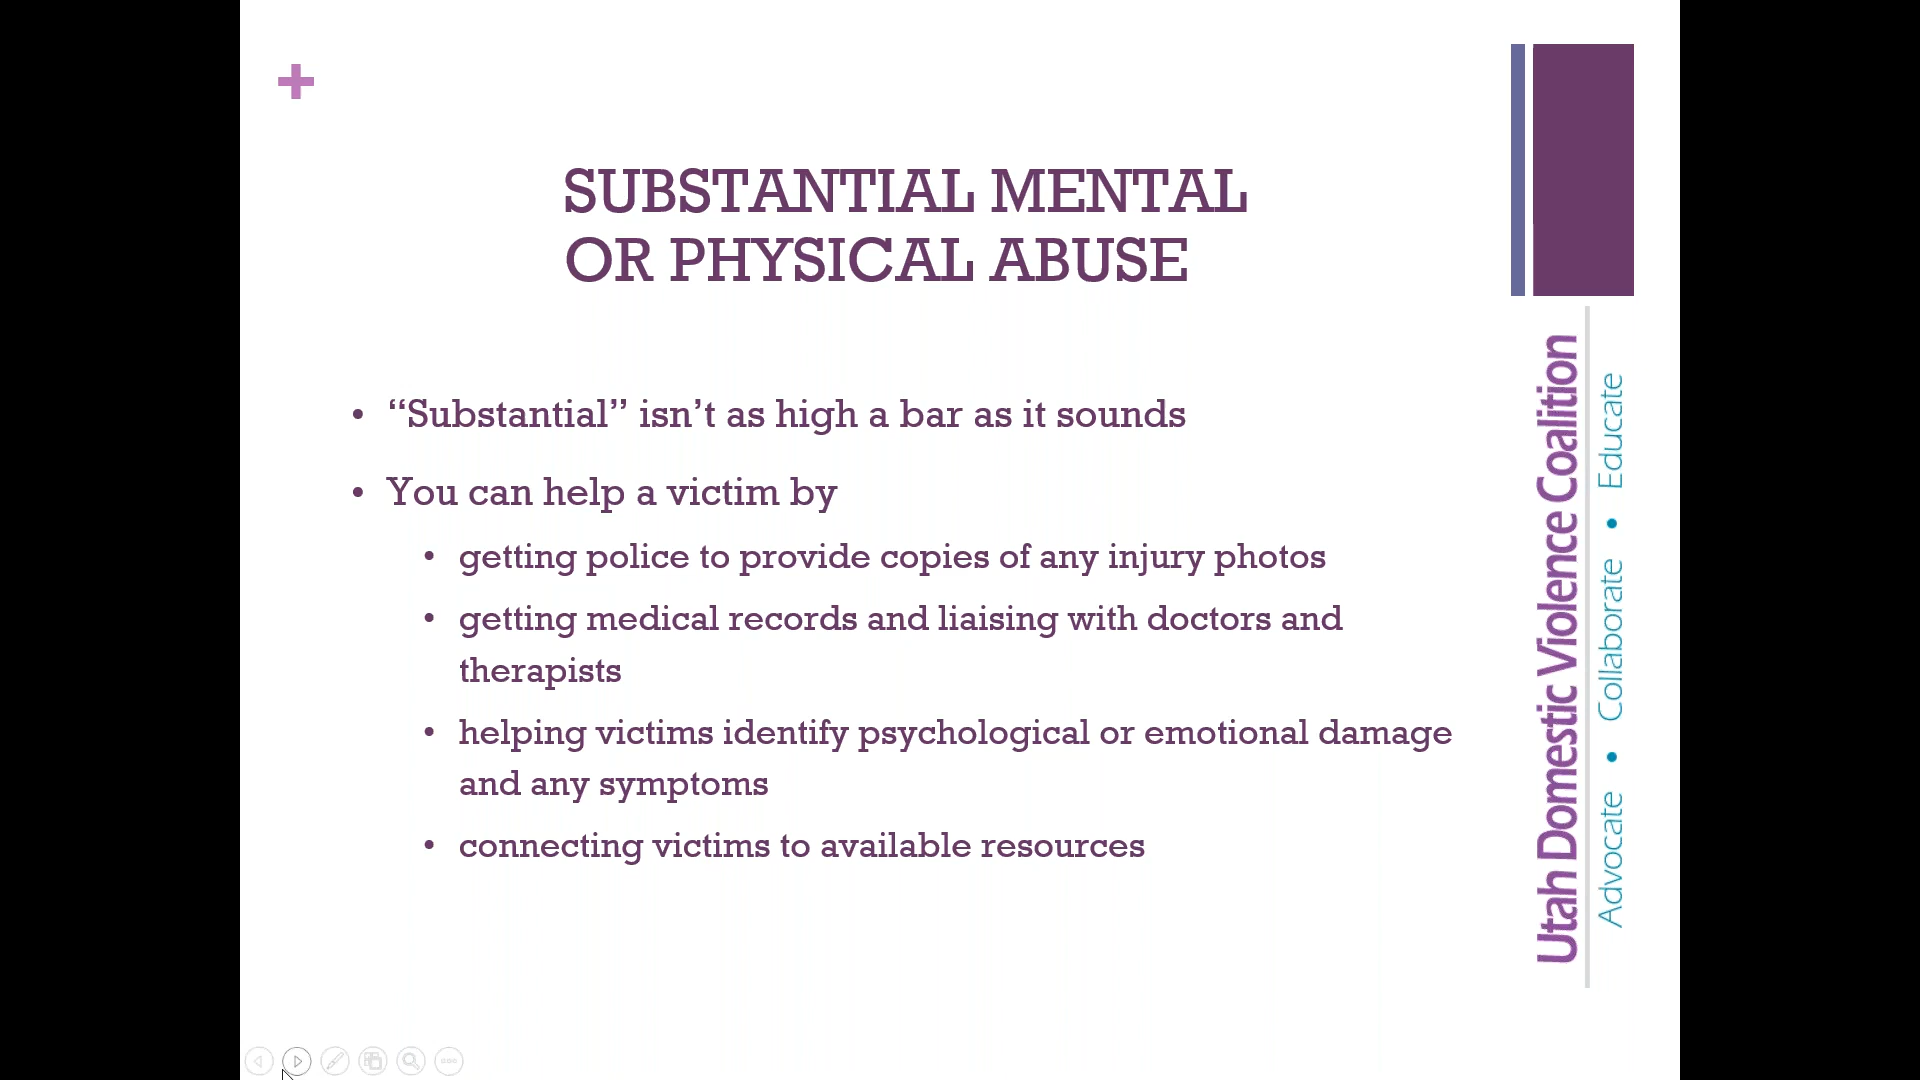 SUBSTANTIAL MENTAL
OR PHYSICAL ABUSE
• “Substantial” isn’t as high a bar as it sounds
• You can help a victim by
• getting police to provide copies of any injury photos
• getting medical records and liaising with doctors and
therapists
• helping victims identify psychological or emotional damage
and any symptoms
• connecting victims to available resources
Utah Domestic Violence Coalition
Advocate • Collaborate • Educate